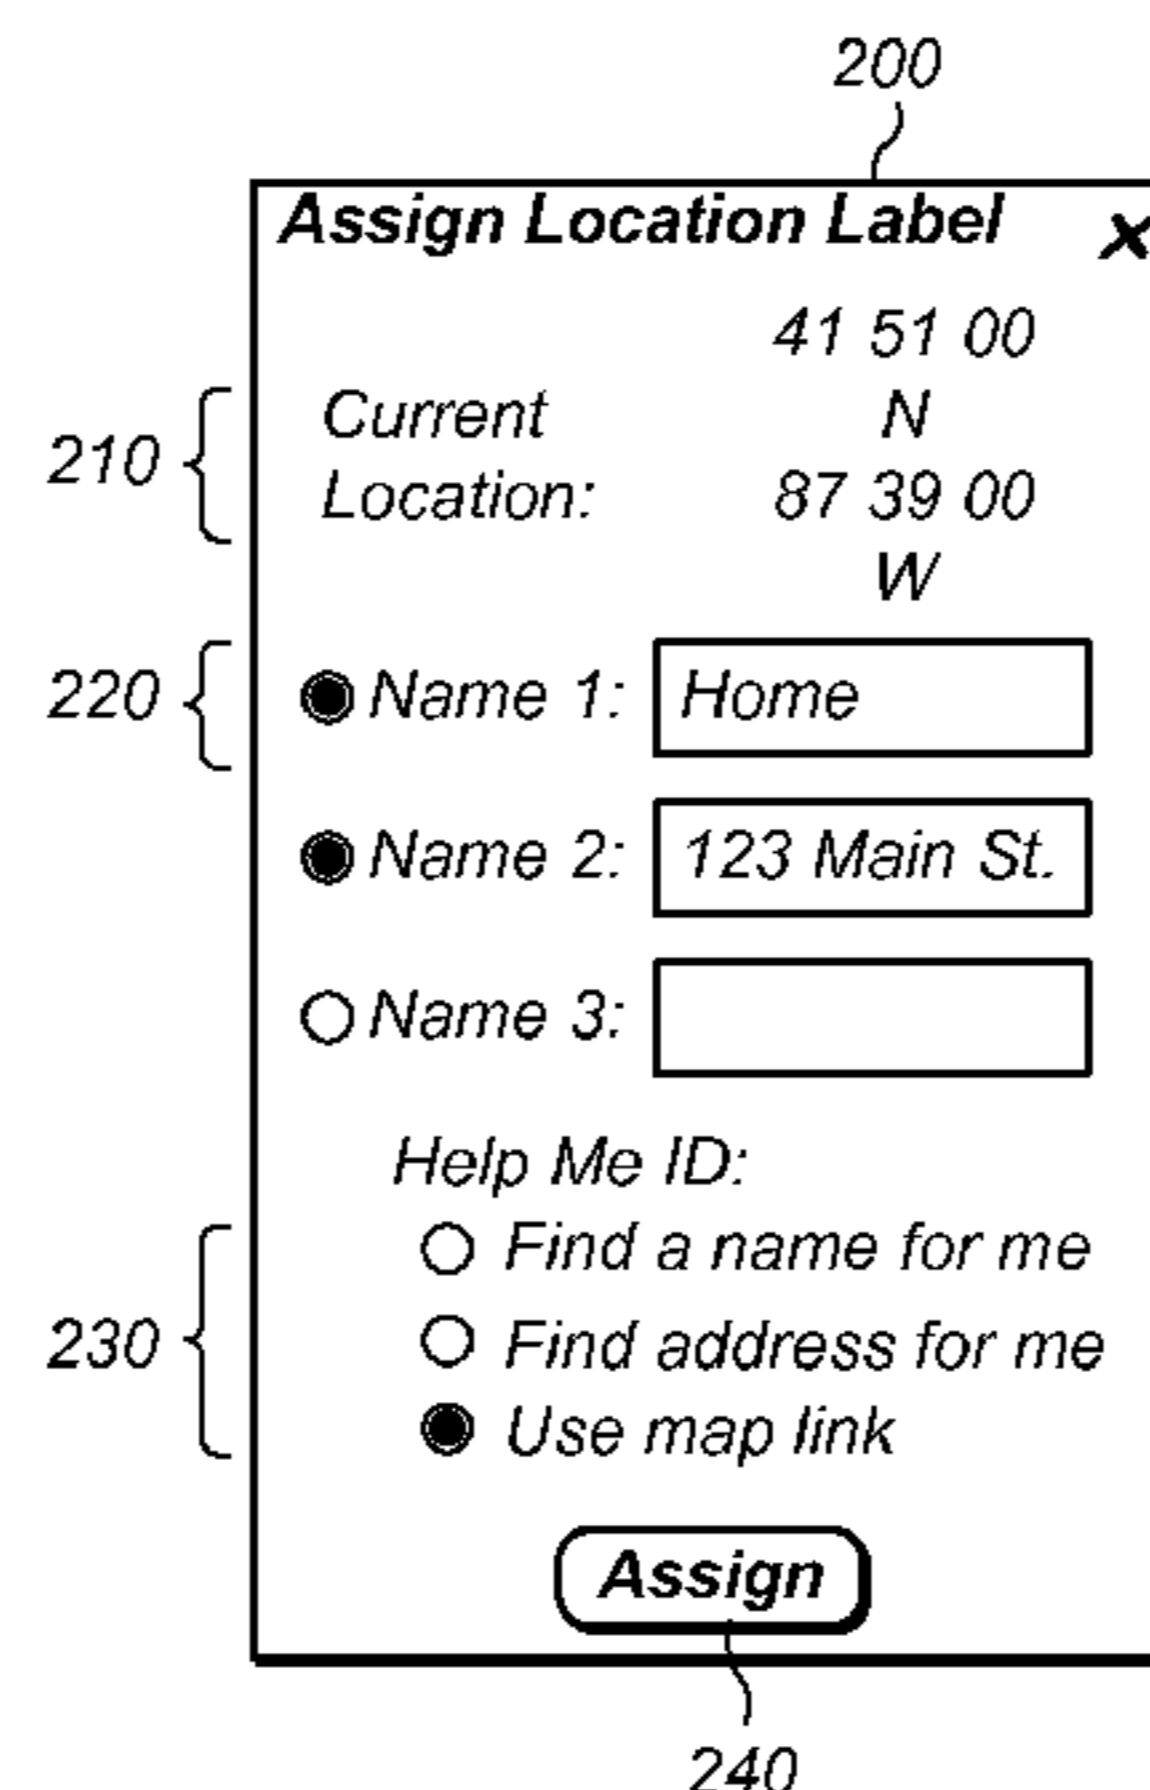 200
Assign Location Label X
41 51 00
Current N
210
Location: 87 39 00
W
220 Name 1: Home
Name 2: 123 Main St.
Name 3:
Help Me ID:
Find a name for me
230 Find address for me
Use map link
Assign
240